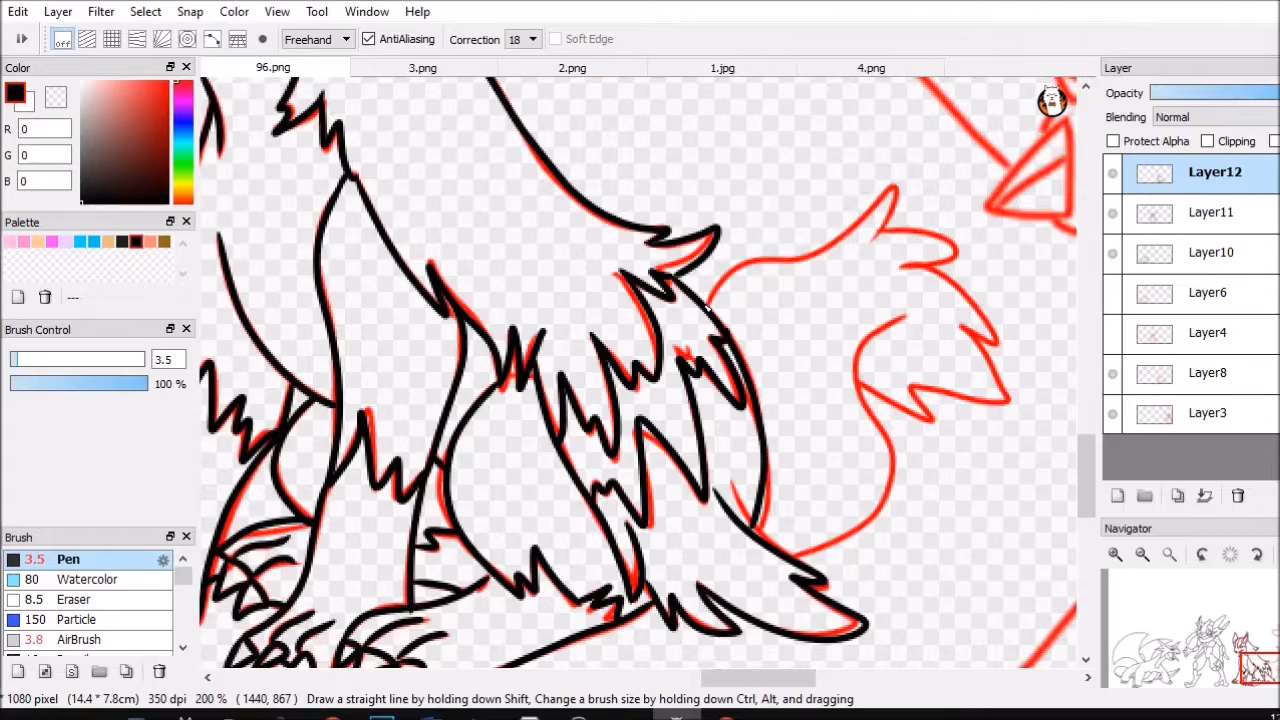 Edit Layer Filter Select Snap Color View Tool Window Help
off Freehand AntiAliasing Correction 18 Soft Edge
Color 96.png 3.png 2.png 1.jpg 4.png Layer
Opacity
R 0 Blending Normal
G 0 Protect Alpha Clipping
B 0 Layer12
Palette Layer11
Layer10
--- Layer6
Brush Control Layer4
3.5
100 % Layer8
Layer3
Brush Navigator
3.5 Pen
80 Watercolor
8.5 Eraser
150 Particle
3.8 AirBrush
* 1080 pixel (14.4 * 7.8cm) 350 dpi 200 % ( 1440, 867 ) Draw a straight line by holding down Shift, Change a brush size by holding down Ctrl, Alt, and dragging